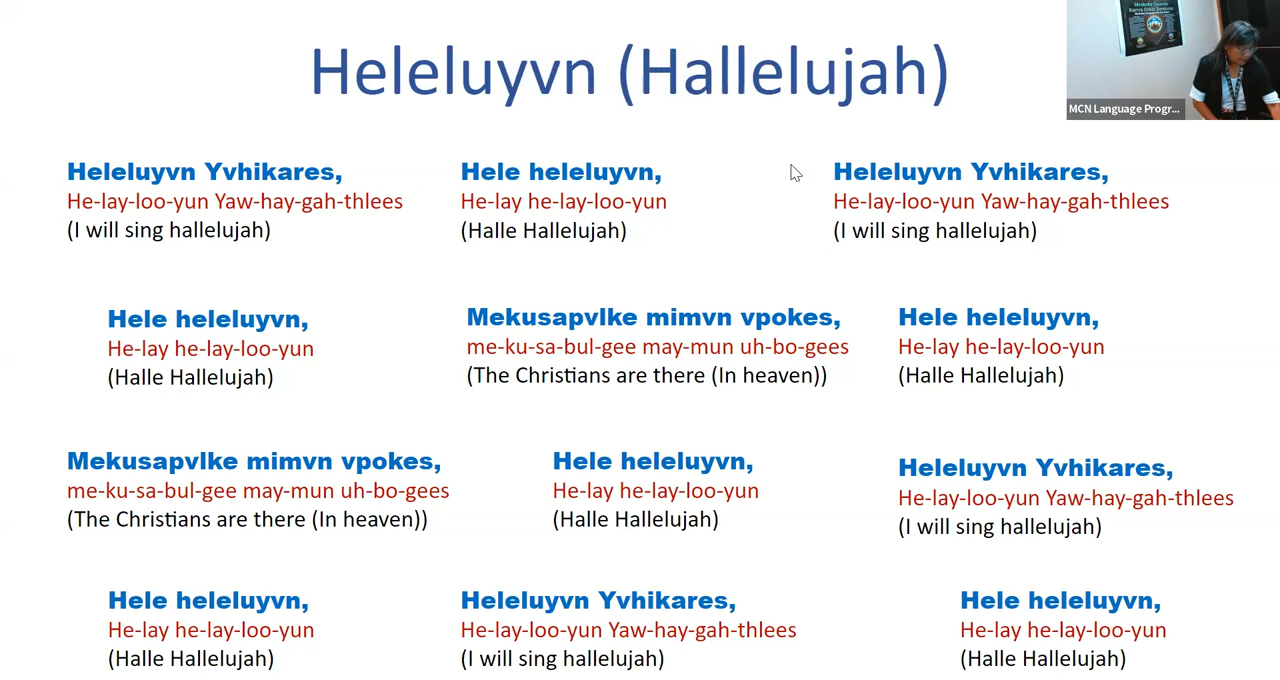 Heleluyvn (Hallelujah)
Mvskoke Opunvkv
MCN Language Progr...
Heleluyvn Yvhikares,
He-lay-loo-yun Yaw-hay-gah-thlees
(I will sing hallelujah)
Hele heleluyvn,
He-lay he-lay-loo-yun
(Halle Hallelujah)
Heleluyvn Yvhikares,
He-lay-loo-yun Yaw-hay-gah-thlees
(I will sing hallelujah)
Hele heleluyvn,
He-lay he-lay-loo-yun
(Halle Hallelujah)
Mekusapvlke mimvn vpokes,
me-ku-sa-bul-gee may-mun uh-bo-gees
(The Christians are there (In heaven))
Hele heleluyvn,
He-lay he-lay-loo-yun
(Halle Hallelujah)
Mekusapvlke mimvn vpokes,
me-ku-sa-bul-gee may-mun uh-bo-gees
(The Christians are there (In heaven))
Hele heleluyvn,
He-lay he-lay-loo-yun
(Halle Hallelujah)
Heleluyvn Yvhikares,
He-lay-loo-yun Yaw-hay-gah-thlees
(I will sing hallelujah)
Hele heleluyvn,
He-lay he-lay-loo-yun
(Halle Hallelujah)
Heleluyvn Yvhikares,
He-lay-loo-yun Yaw-hay-gah-thlees
(I will sing hallelujah)
Hele heleluyvn,
He-lay he-lay-loo-yun
(Halle Hallelujah)